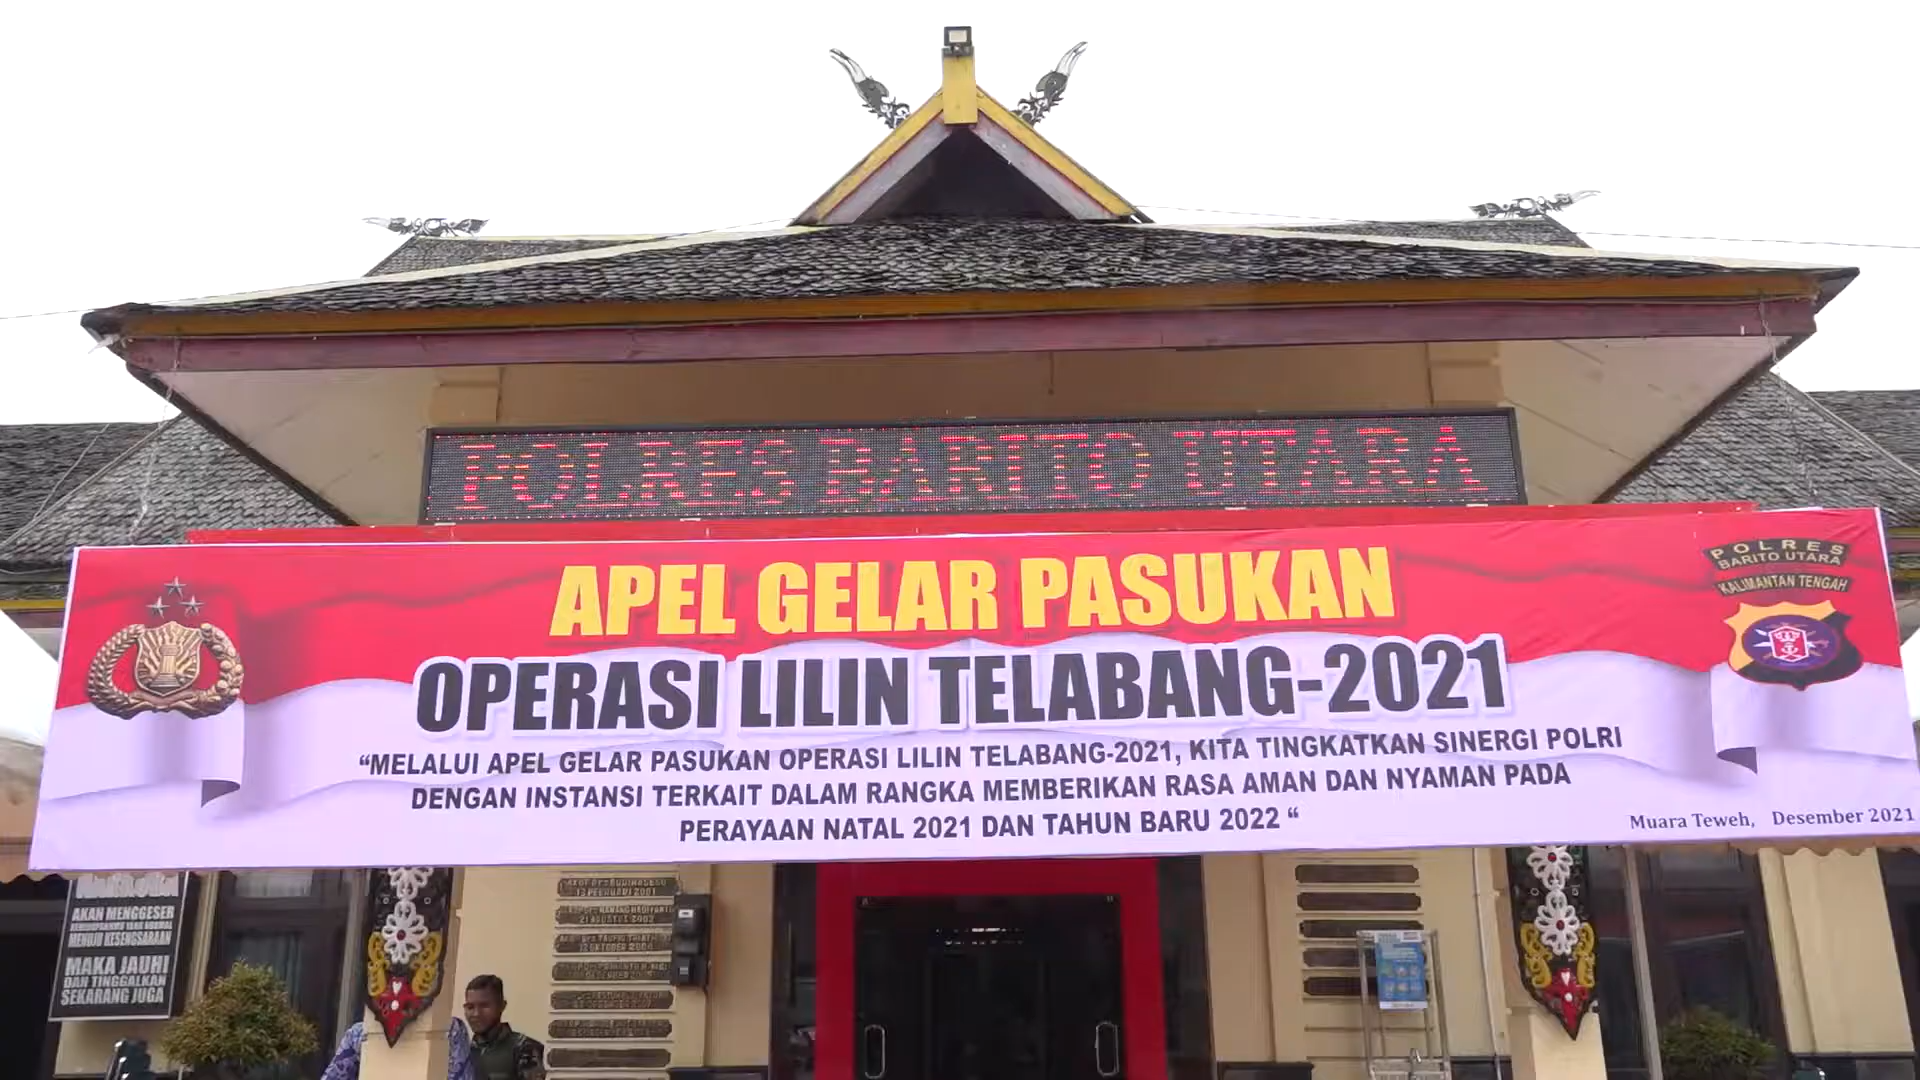 POLRES BARITO UTARA
APEL GELAR PASUKAN
OPERASI LILIN TELABANG-2021
“MELALUI APEL GELAR PASUKAN OPERASI LILIN TELABANG-2021, KITA TINGKATKAN SINERGI POLRI
DENGAN INSTANSI TERKAIT DALAM RANGKA MEMBERIKAN RASA AMAN DAN NYAMAN PADA
PERAYAAN NATAL 2021 DAN TAHUN BARU 2022 “
Muara Teweh, Desember 2021
POLRES
BARITO UTARA
KALIMANTAN TENGAH
AKAN MENGGESER
MENUJU KESENGSARAAN
MAKA JAUHI
DAN TINGGALKAN
SEKARANG JUGA